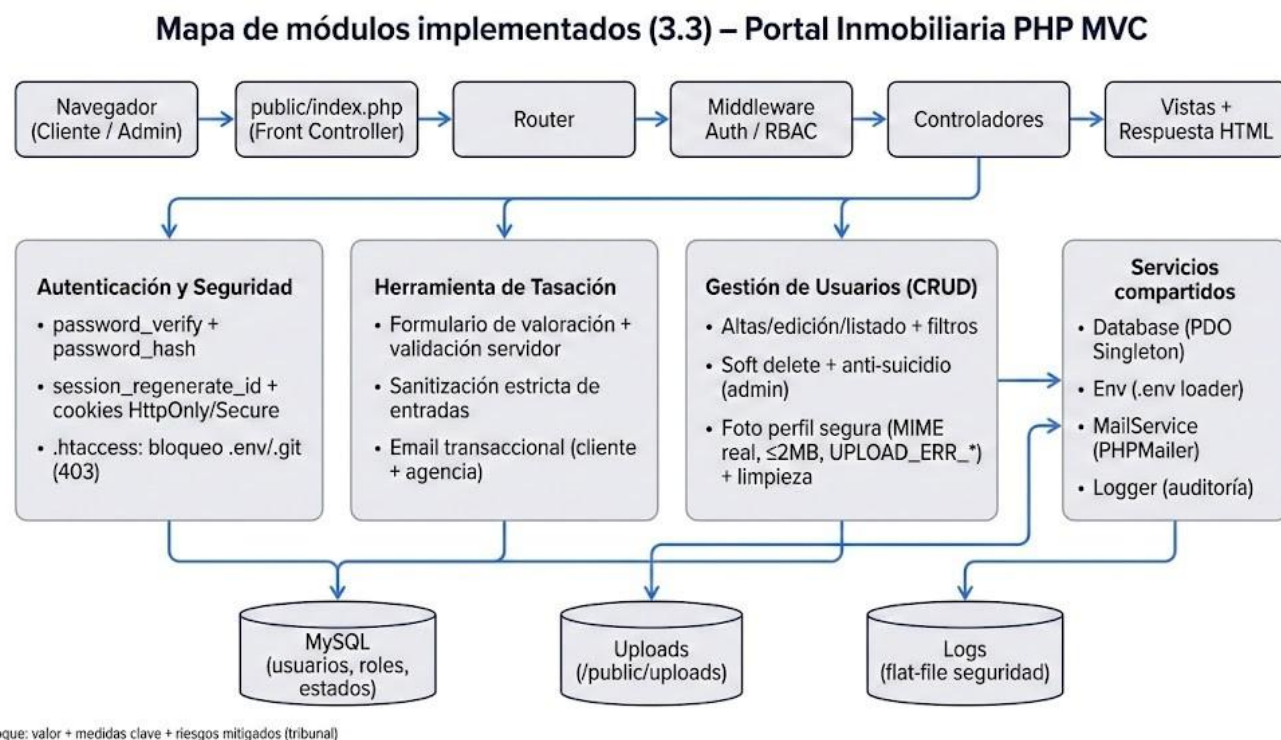 Mapa de módulos implementados (3.3) – Portal Inmobiliaria PHP MVC
Navegador
(Cliente / Admin)
public/index.php
(Front Controller)
Router
Middleware
Auth / RBAC
Controladores
Vistas +
Respuesta HTML
Autenticación y Seguridad
• password_verify +
password_hash
• session_regenerate_id +
cookies HttpOnly/Secure
• .htaccess: bloqueo .env/.git
(403)
Herramienta de Tasación
• Formulario de valoración +
validación servidor
• Sanitización estricta de
entradas
• Email transaccional (cliente
+ agencia)
Gestión de Usuarios (CRUD)
• Altas/edición/listado + filtros
• Soft delete + anti-suicidio
(admin)
• Foto perfil segura (MIME
real, ≤2MB, UPLOAD_ERR_*)
+ limpieza
Servicios
compartidos
• Database (PDO
Singleton)
• Env (.env loader)
• MailService
(PHPMailer)
• Logger (auditoría)
MySQL
(usuarios, roles,
estados)
Uploads
(/public/uploads)
Logs
(flat-file seguridad)
oque: valor + medidas clave + riesgos mitigados (tribunal)